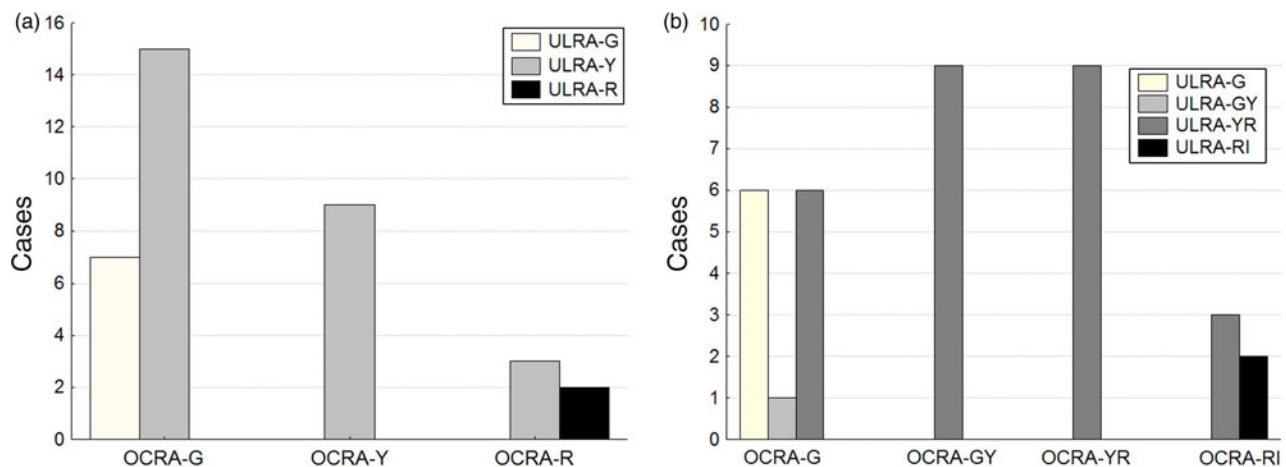 (a)
16
14
12
10
8
6
4
2
0
Cases
ULRA-G
ULRA-Y
ULRA-R
OCRA-G OCRA-Y OCRA-R
(b)
10
9
8
7
6
5
4
3
2
1
0
Cases
ULRA-G
ULRA-GY
ULRA-YR
ULRA-RI
OCRA-G OCRA-GY OCRA-YR OCRA-RI